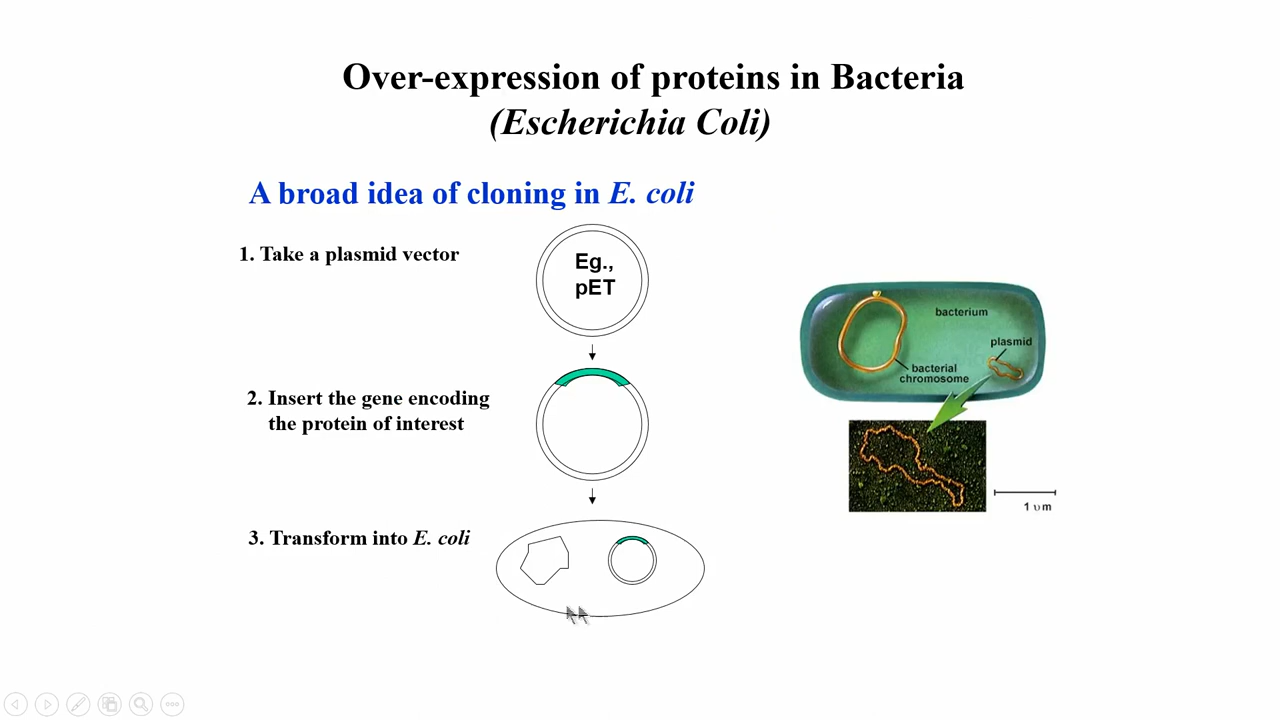 Over-expression of proteins in Bacteria
(Escherichia Coli)
A broad idea of cloning in E. coli
1. Take a plasmid vector
Eg.,
pET
2. Insert the gene encoding
the protein of interest
3. Transform into E. coli
bacterium
plasmid
bacterial
chromosome
1 υm